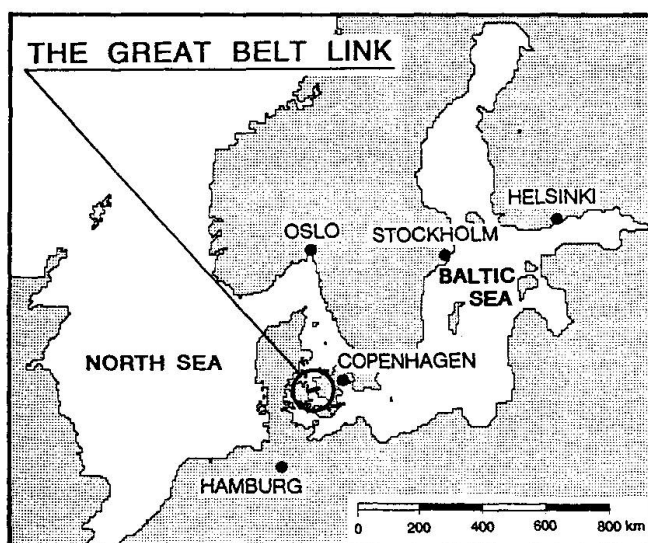 THE GREAT BELT LINK
HELSINKI
OSLO
STOCKHOLM
BALTIC
SEA
NORTH SEA
COPENHAGEN
HAMBURG
0 200 400 600 800 km